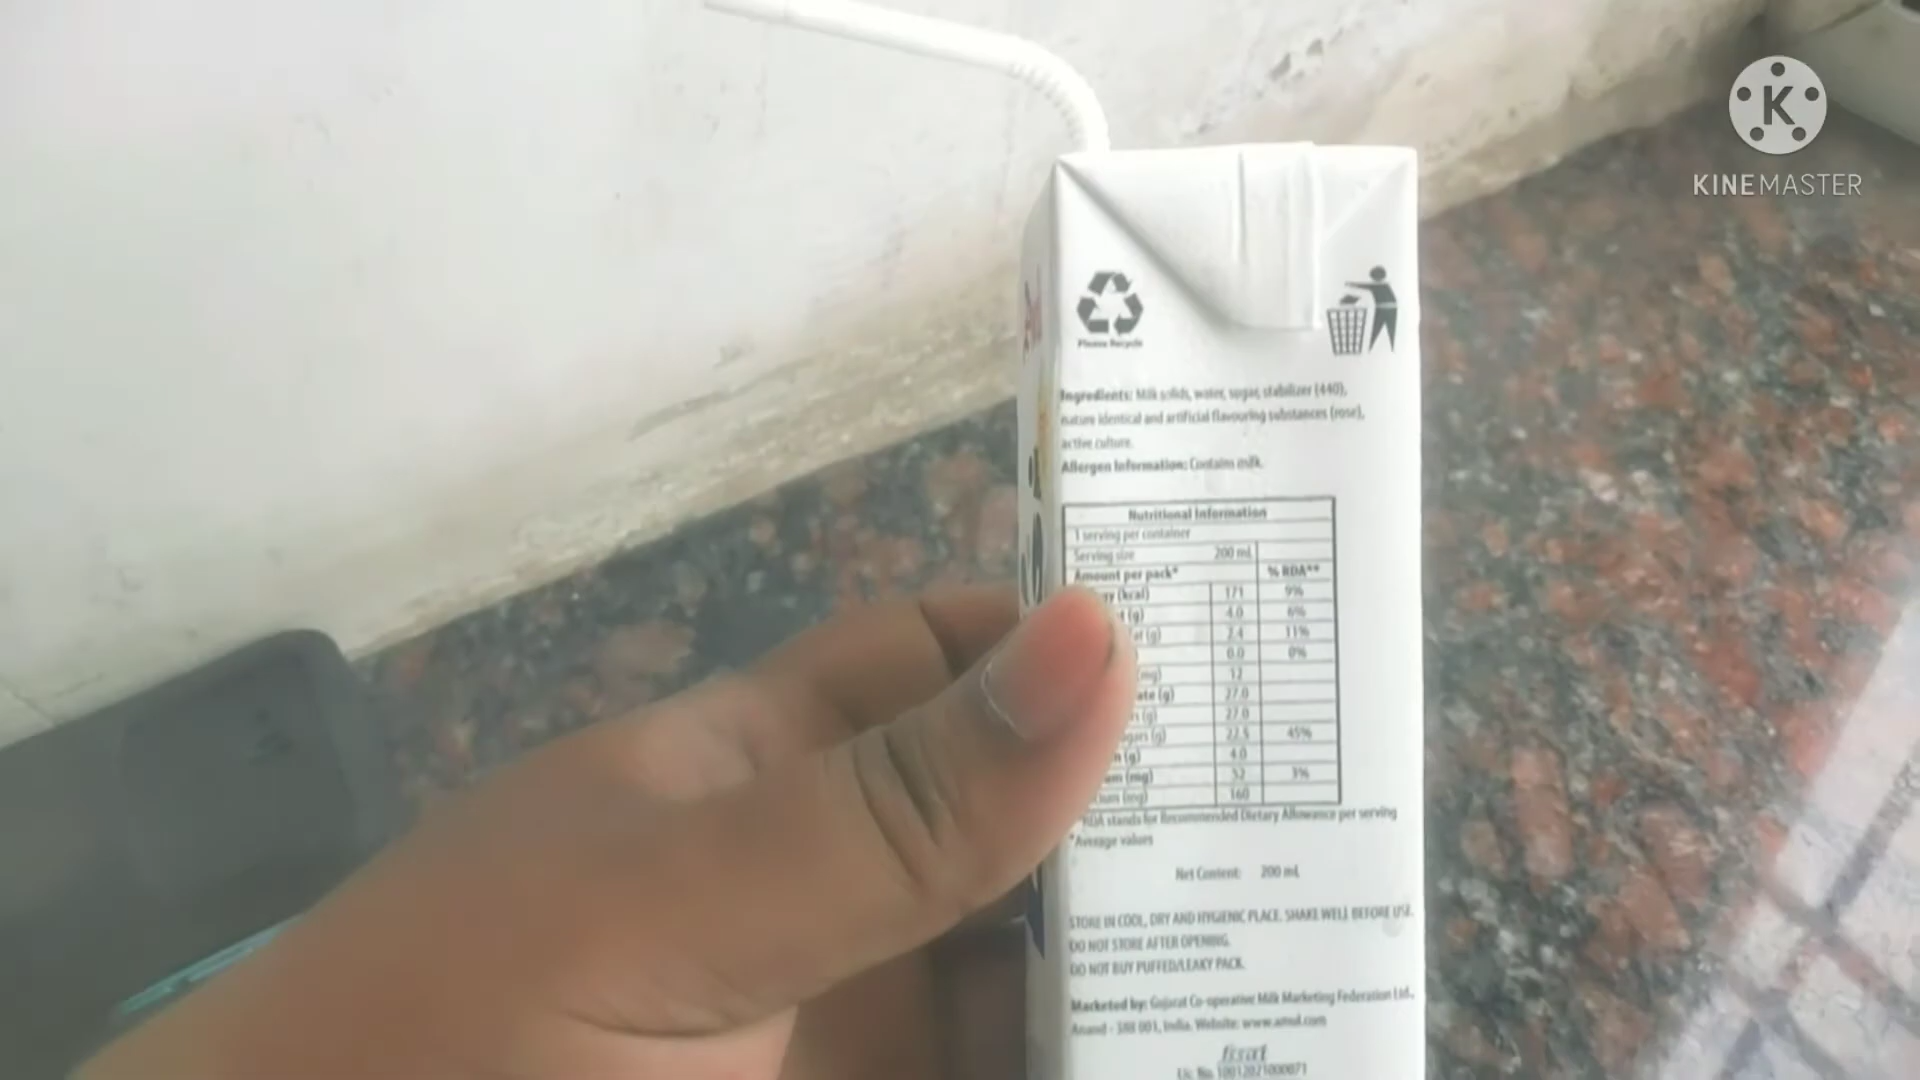 KINEMASTER
Please Recycle
Ingredients: Milk solids, water, sugar, stabilizer (440),
nature identical and artificial flavouring substances (rose),
active culture.
Allergen Information: Contains milk.
Nutritional Information
1 serving per container
Serving size 200 mL
Amount per pack* % RDA**
(kcal) 171 9%
(g) 4.0 6%
(g) 2.4 11%
0.0 0%
12
(g) 27.0
(g) 27.0
(g) 22.5 45%
(g) 4.0
(mg) 52 3%
(mg) 160
RDA stands for Recommended Dietary Allowance per serving
*Average values
Net Content: 200 mL
STORE IN COOL, DRY AND HYGIENIC PLACE. SHAKE WELL BEFORE USE.
DO NOT STORE AFTER OPENING.
DO NOT BUY PUFFED/LEAKY PACK.
Marketed by: Gujarat Co-operative Milk Marketing Federation Ltd.,
Anand - 388 001, India. Website: www.amul.com
fssai
Lic. No. 10012021000071